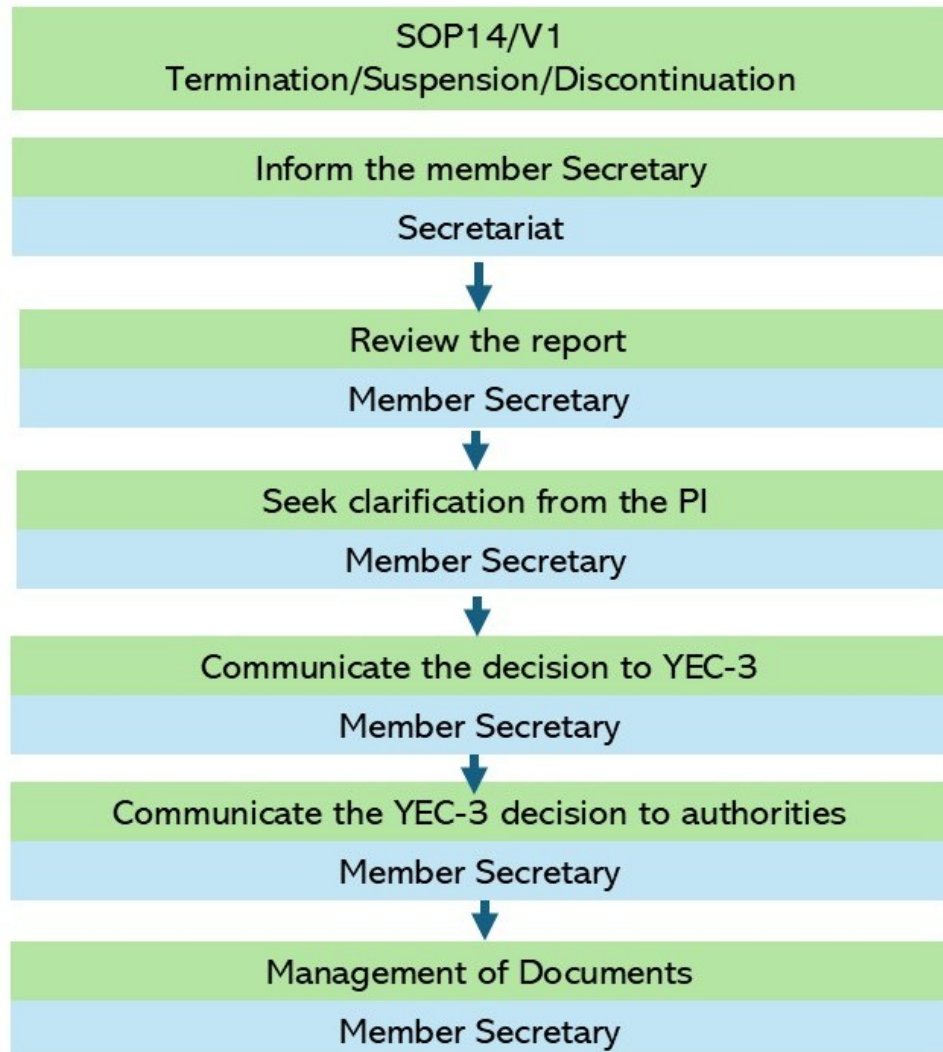 SOP14/V1
Termination/Suspension/Discontinuation
Inform the member Secretary
Secretariat
Review the report
Member Secretary
Seek clarification from the PI
Member Secretary
Communicate the decision to YEC-3
Member Secretary
Communicate the YEC-3 decision to authorities
Member Secretary
Management of Documents
Member Secretary